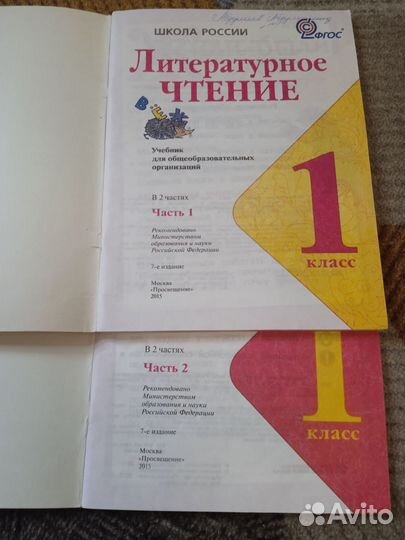 ШКОЛА РОССИИ
ФГОС
Литературное
ЧТЕНИЕ
Учебник
для общеобразовательных
организаций
В 2 частях
Часть 1
Рекомендовано
Министерством
образования и науки
Российской Федерации
7-е издание
Москва
«Просвещение»
2015
1
КЛАСС
В 2 частях
Часть 2
Рекомендовано
Министерством
образования и науки
Российской Федерации
7-е издание
Москва
«Просвещение»
2015
1
КЛАСС
Avito